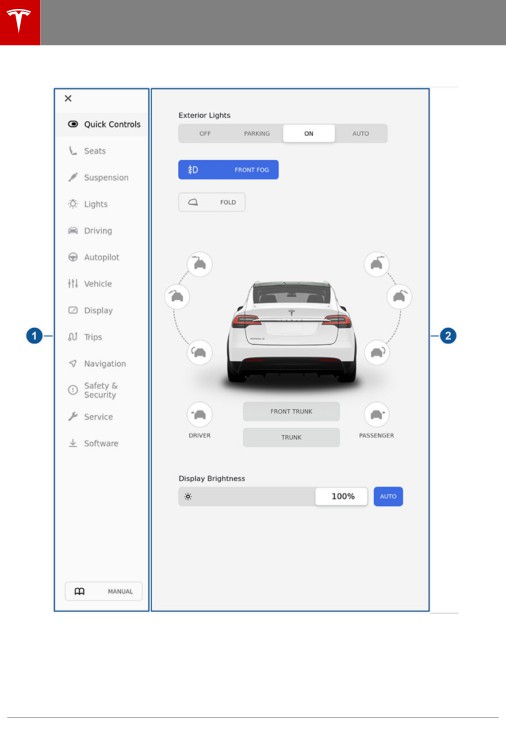 Quick Controls
Seats
Suspension
Lights
Driving
Autopilot
Vehicle
Display
Trips
Navigation
Safety &
Security
Service
Software
MANUAL
1
Exterior Lights
OFF PARKING ON AUTO
FRONT FOG
FOLD
FRONT TRUNK
DRIVER PASSENGER
TRUNK
Display Brightness
100% AUTO
2